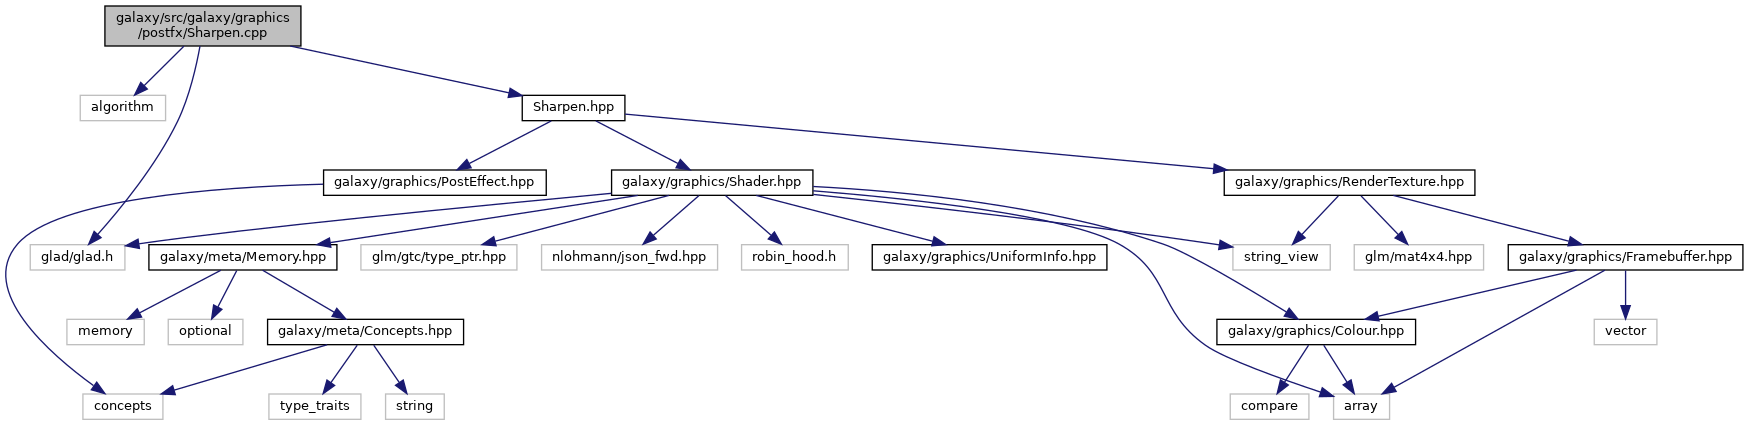 galaxy/src/galaxy/graphics
/postfx/Sharpen.cpp
algorithm
Sharpen.hpp
galaxy/graphics/PostEffect.hpp
galaxy/graphics/Shader.hpp
galaxy/graphics/RenderTexture.hpp
glad/glad.h
galaxy/meta/Memory.hpp
glm/gtc/type_ptr.hpp
nlohmann/json_fwd.hpp
robin_hood.h
galaxy/graphics/UniformInfo.hpp
string_view
glm/mat4x4.hpp
galaxy/graphics/Framebuffer.hpp
memory
optional
galaxy/meta/Concepts.hpp
galaxy/graphics/Colour.hpp
vector
concepts
type_traits
string
compare
array